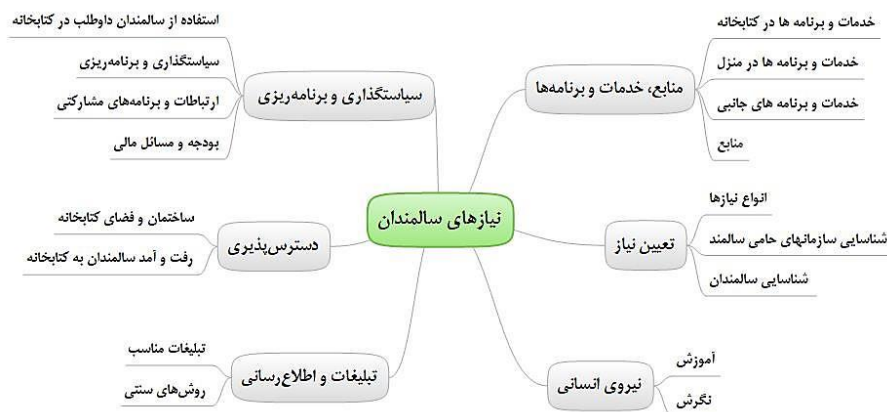 نیازهای سالمندان
منابع، خدمات و برنامه‌ها
خدمات و برنامه ها در کتابخانه
خدمات و برنامه ها در منزل
خدمات و برنامه های جانبی
منابع
تعیین نیاز
انواع نیازها
شناسایی سازمانهای حامی سالمند
شناسایی سالمندان
نیروی انسانی
آموزش
نگرش
سیاستگذاری و برنامه‌ریزی
استفاده از سالمندان داوطلب در کتابخانه
سیاستگذاری و برنامه‌ریزی
ارتباطات و برنامه‌های مشارکتی
بودجه و مسائل مالی
دسترس‌پذیری
ساختمان و فضای کتابخانه
رفت و آمد سالمندان به کتابخانه
تبلیغات و اطلاع‌رسانی
تبلیغات مناسب
روش‌های سنتی